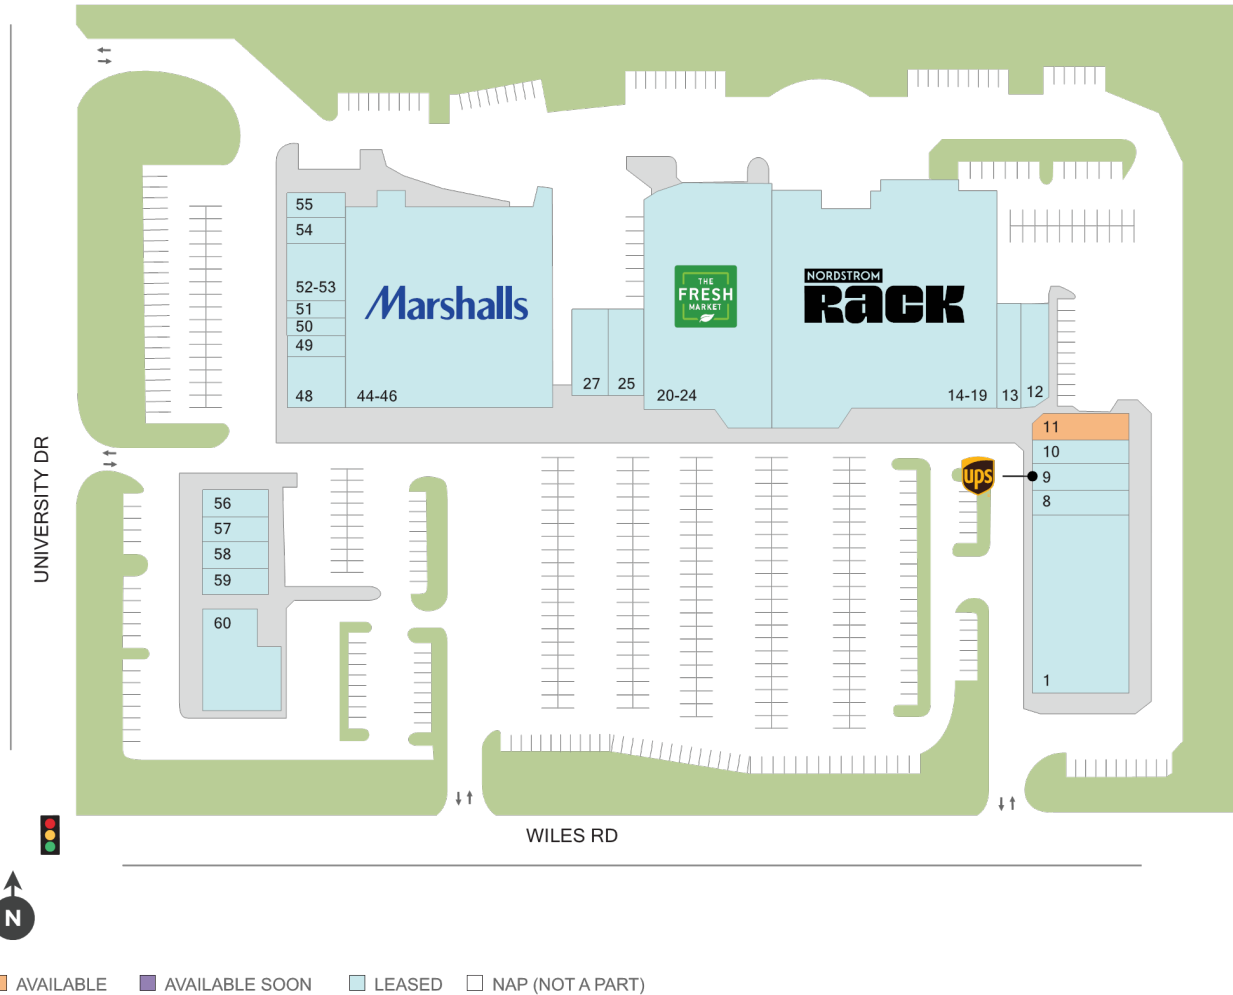 55
54
52-53
51
50
49
48
Marshalls
44-46
27
25
THE
FRESH
MARKET
20-24
NORDSTROM
RACK
14-19
13
12
11
10
ups
9
8
1
56
57
58
59
60
UNIVERSITY DR
WILES RD
N
AVAILABLE
AVAILABLE SOON
LEASED
NAP (NOT A PART)